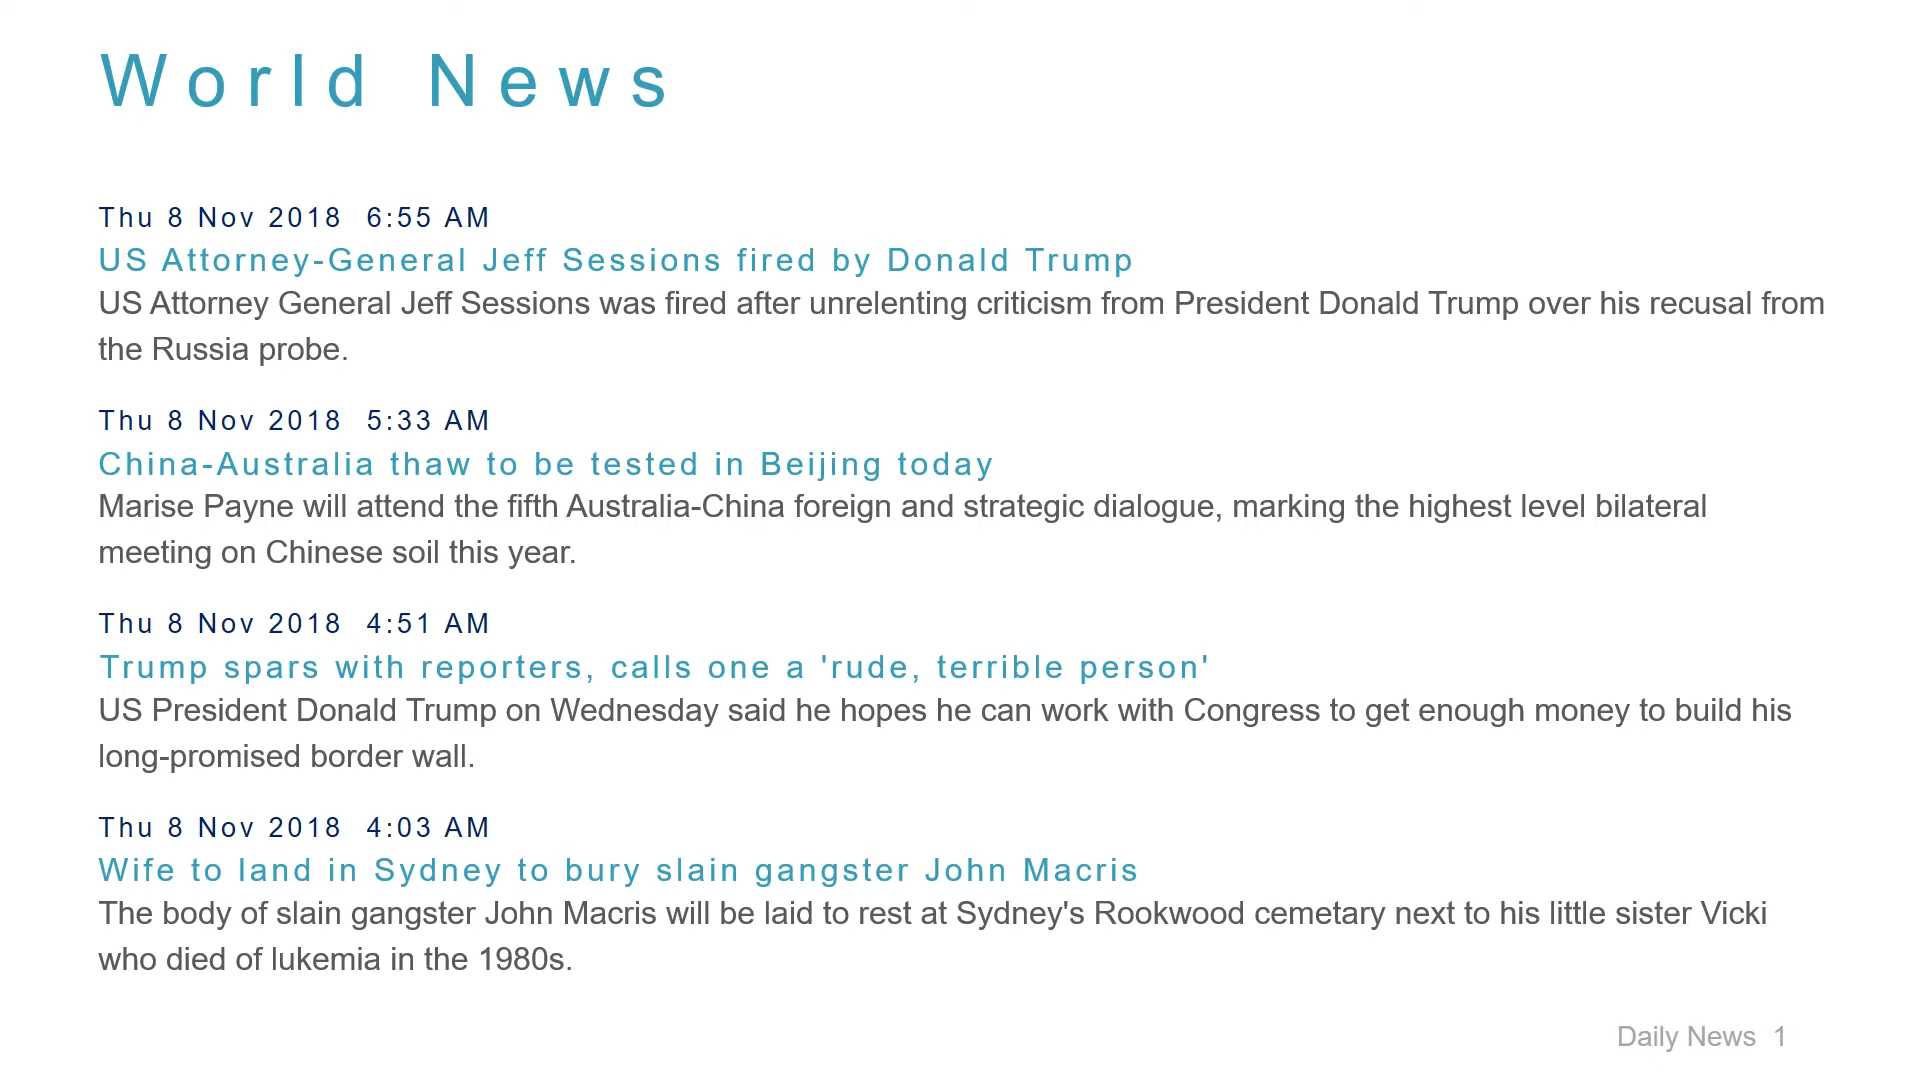 World News
Thu 8 Nov 2018 6:55 AM
US Attorney-General Jeff Sessions fired by Donald Trump
US Attorney General Jeff Sessions was fired after unrelenting criticism from President Donald Trump over his recusal from
the Russia probe.
Thu 8 Nov 2018 5:33 AM
China-Australia thaw to be tested in Beijing today
Marise Payne will attend the fifth Australia-China foreign and strategic dialogue, marking the highest level bilateral
meeting on Chinese soil this year.
Thu 8 Nov 2018 4:51 AM
Trump spars with reporters, calls one a 'rude, terrible person'
US President Donald Trump on Wednesday said he hopes he can work with Congress to get enough money to build his
long-promised border wall.
Thu 8 Nov 2018 4:03 AM
Wife to land in Sydney to bury slain gangster John Macris
The body of slain gangster John Macris will be laid to rest at Sydney's Rookwood cemetary next to his little sister Vicki
who died of lukemia in the 1980s.
Daily News 1